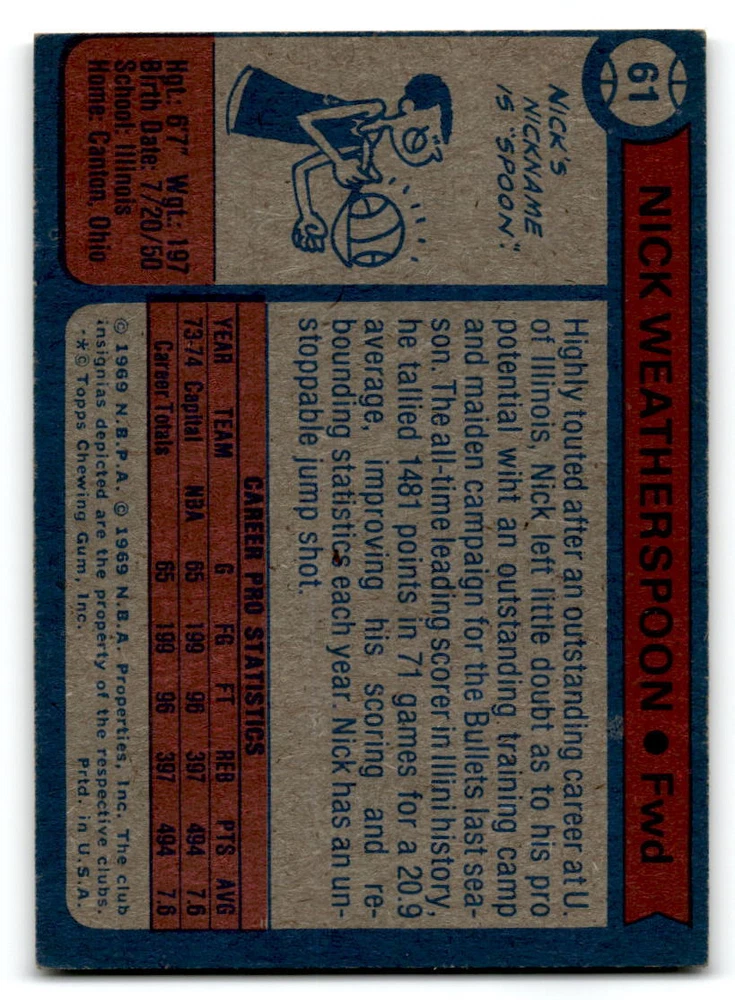 61
NICK WEATHERSPOON • Fwd
NICK'S
NICKNAME
IS "SPOON."
Hgt.: 6'7" Wgt.: 197
Birth Date: 7/20/50
School: Illinois
Home: Canton, Ohio
Highly touted after an outstanding career at U.
of Illinois, Nick left little doubt as to his pro
potential wiht an outstanding training camp
and maiden campaign for the Bullets last sea-
son. The all-time leading scorer in Illini history,
he tallied 1481 points in 71 games for a 20.9
average, improving his scoring and re-
bounding statistics each year. Nick has an un-
stoppable jump shot.
CAREER PRO STATISTICS
YEAR TEAM G FG FT REB PTS AVG
73-74 Capital NBA 65 199 96 397 494 7.6
Career Totals 65 199 96 397 494 7.6
© 1969 N.B.P.A. © 1969 N.B.A. Properties, Inc. The club
insignias depicted are the property of the respective clubs.
*© Topps Chewing Gum, Inc. Prtd. in U.S.A.